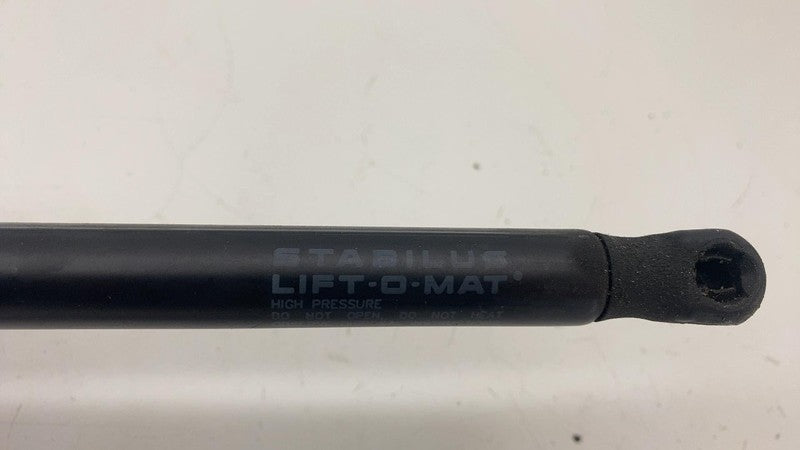 STABILUS
LIFT-O-MAT®
HIGH PRESSURE
DO NOT OPEN, DO NOT HEAT